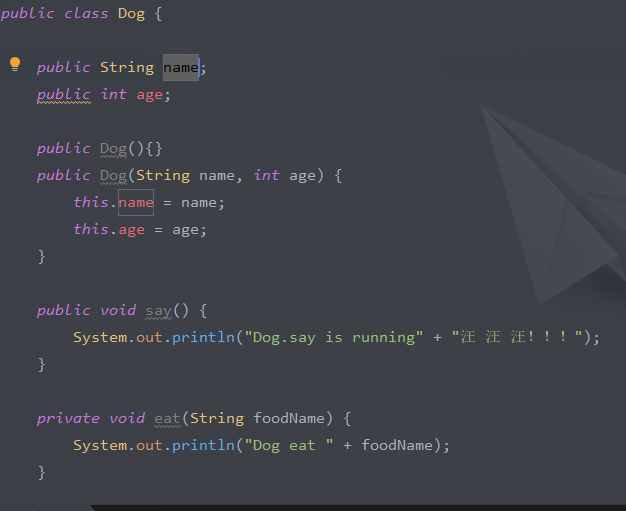 public class Dog {
public String name;
public int age;
public Dog(){}
public Dog(String name, int age) {
this.name = name;
this.age = age;
}
public void say() {
System.out.println("Dog.say is running" + "汪 汪 汪！！！");
}
private void eat(String foodName) {
System.out.println("Dog eat " + foodName);
}